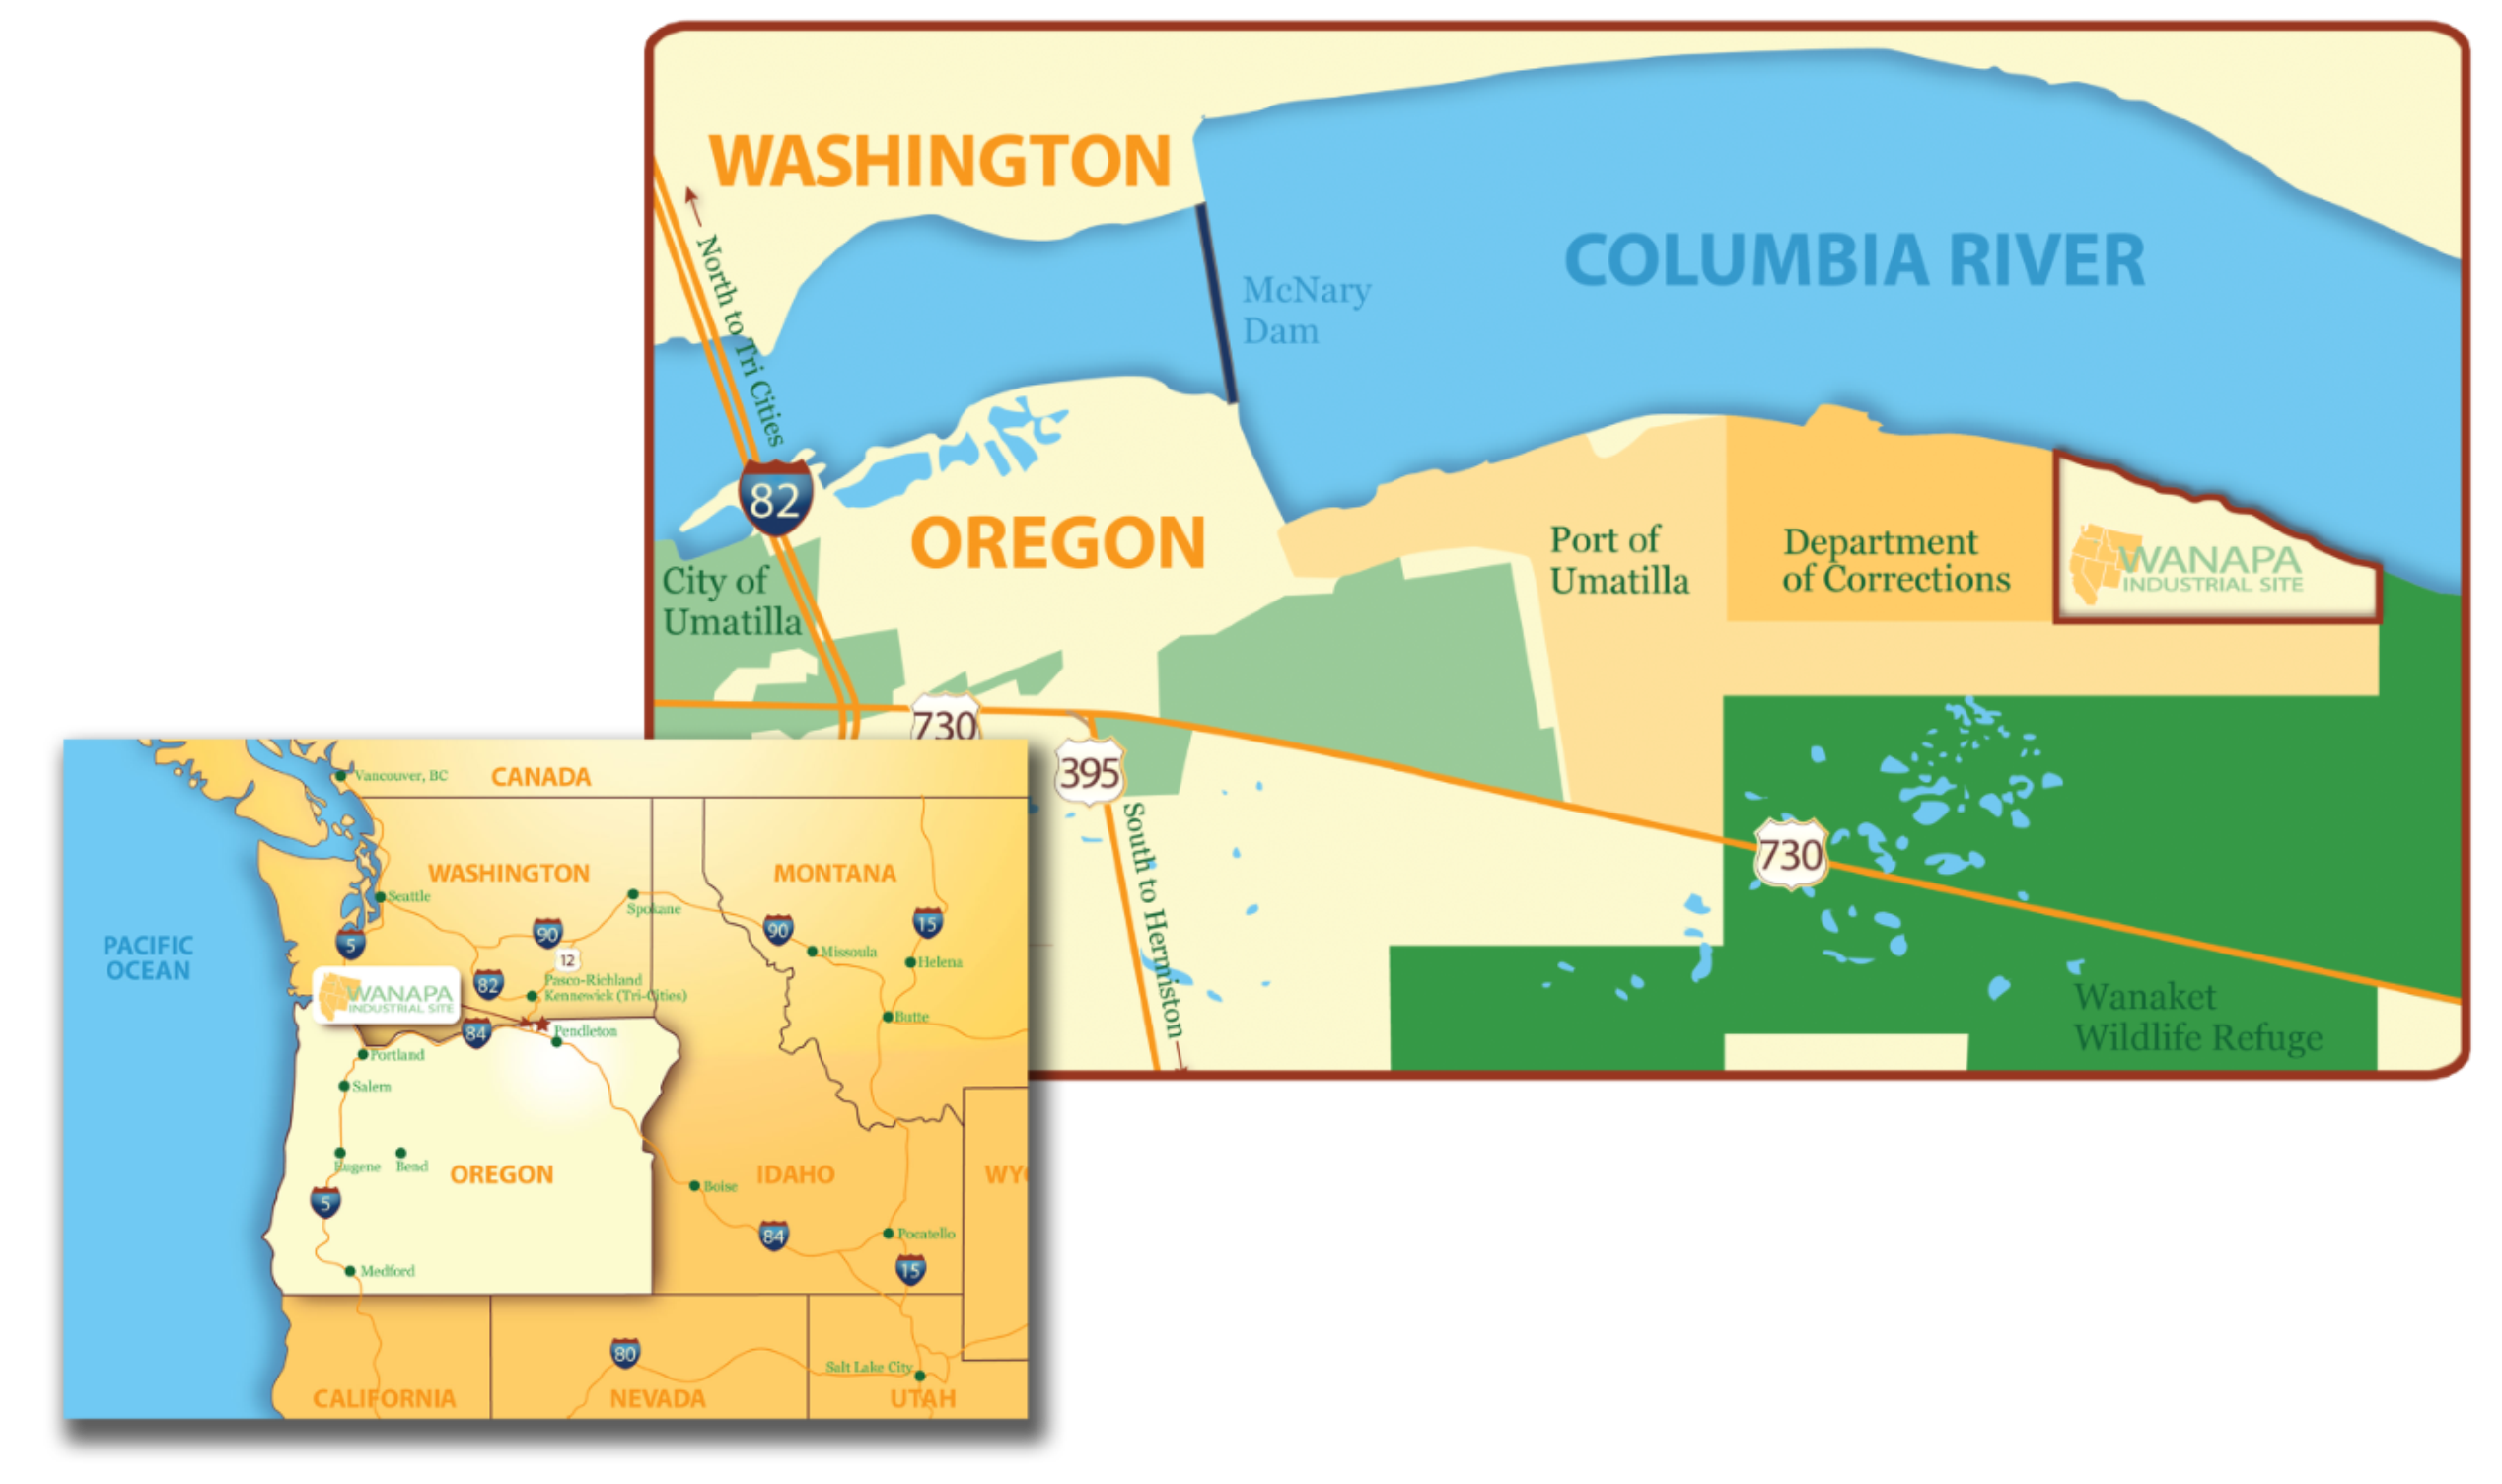 WASHINGTON
North to Tri Cities
McNary
Dam
COLUMBIA RIVER
82
OREGON
City of
Umatilla
Port of
Umatilla
Department
of Corrections
WANAPA
INDUSTRIAL SITE
730
395
South to Hermiston
730
Wanaket
Wildlife Refuge
Vancouver, BC
CANADA
WASHINGTON
MONTANA
Seattle
Spokane
PACIFIC
OCEAN
5
90
90
15
12
Missoula
Helena
82
Pasco-Richland
Kennewick (Tri-Cities)
WANAPA
INDUSTRIAL SITE
84
Pendleton
Butte
Portland
Salem
Eugene
Bend
OREGON
IDAHO
WY
5
Boise
84
Pocatello
15
Medford
80
Salt Lake City
CALIFORNIA
NEVADA
UTAH